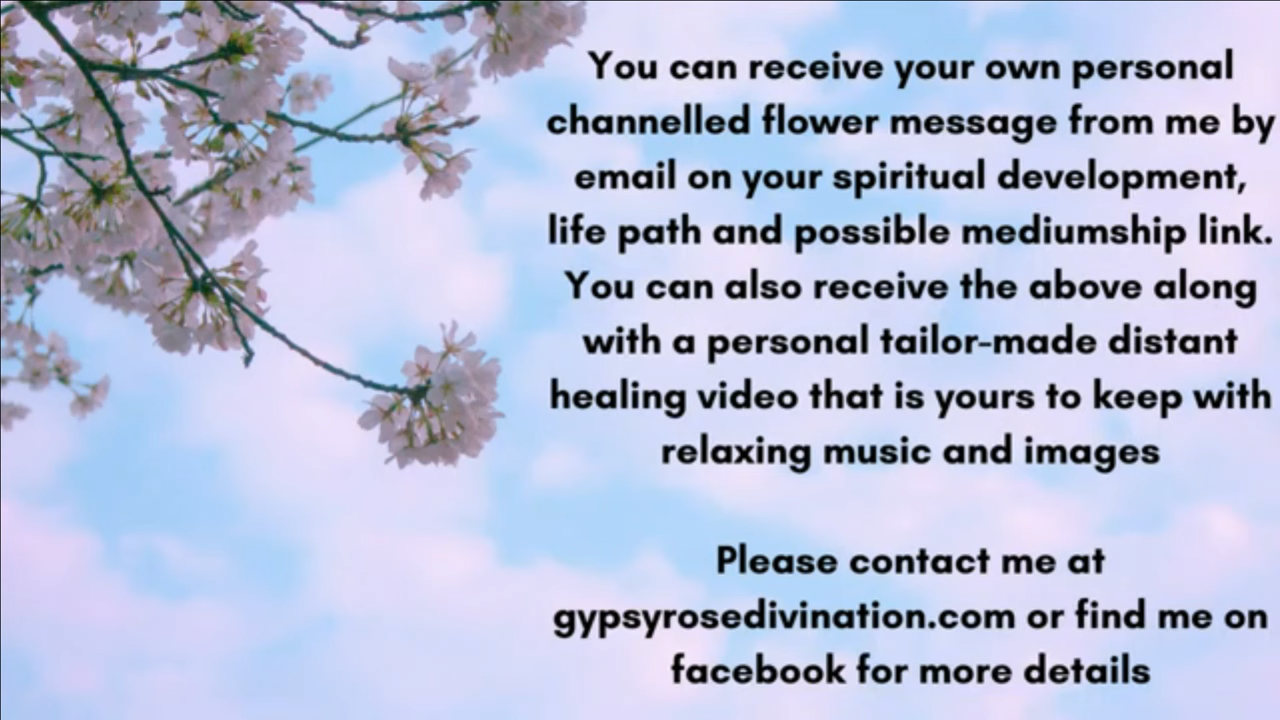 You can receive your own personal
channelled flower message from me by
email on your spiritual development,
life path and possible mediumship link.
You can also receive the above along
with a personal tailor-made distant
healing video that is yours to keep with
relaxing music and images
Please contact me at
gypsyrosedivination.com or find me on
facebook for more details